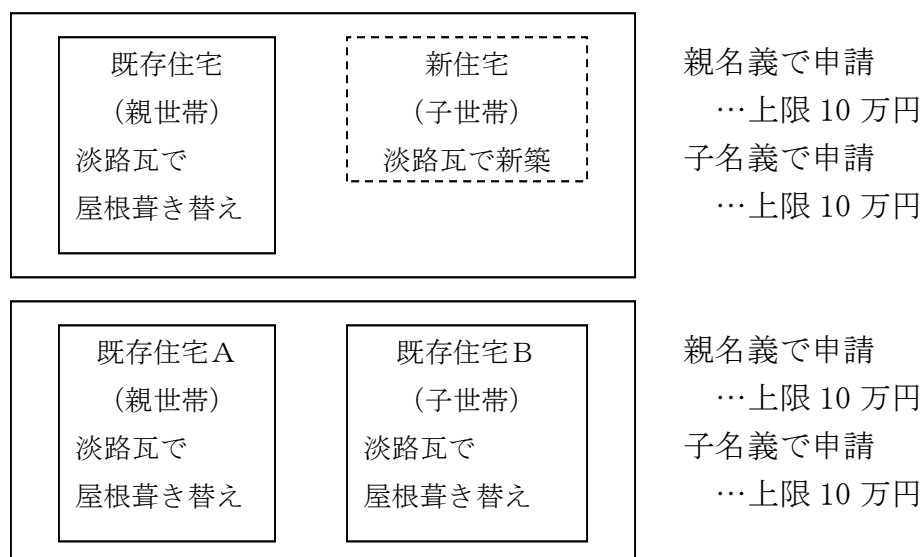 既存住宅
（親世帯）
淡路瓦で
屋根葺き替え
新住宅
（子世帯）
淡路瓦で新築
親名義で申請
…上限 10 万円
子名義で申請
…上限 10 万円
既存住宅Ａ
（親世帯）
淡路瓦で
屋根葺き替え
既存住宅Ｂ
（子世帯）
淡路瓦で
屋根葺き替え
親名義で申請
…上限 10 万円
子名義で申請
…上限 10 万円